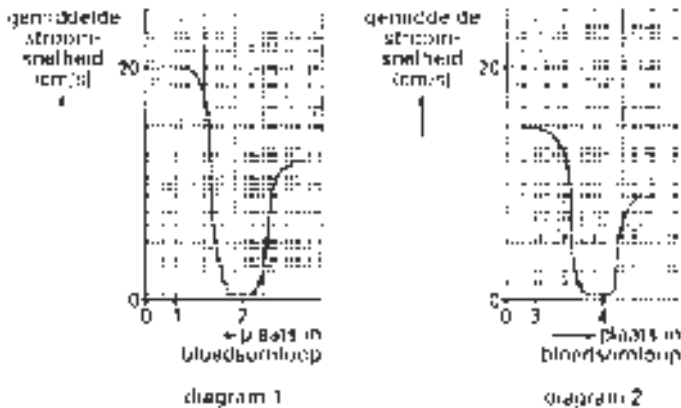 gemiddelde
stroom-
snelheid
(cm/s)
20
0
0 1 2
plaats in
bloedsomloop
diagram 1
gemiddelde
stroom-
snelheid
(cm/s)
20
0
0 3 4
plaats in
bloedsomloop
diagram 2